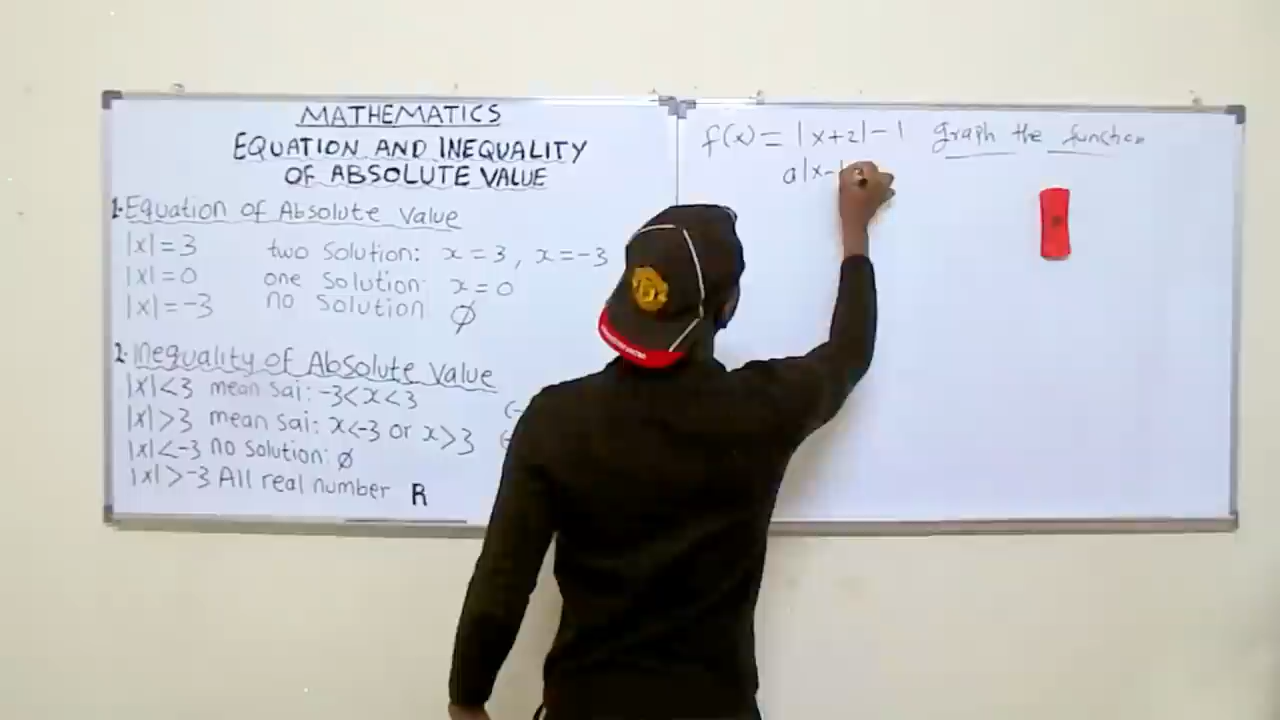 MATHEMATICS
EQUATION AND INEQUALITY
OF ABSOLUTE VALUE
1. Equation of Absolute Value
|x|=3 two solution: x=3, x=-3
|x|=0 one solution: x=0
|x|=-3 no solution ∅
2. Inequality of Absolute Value
|x|<3 mean sai: -3<x<3
|x|>3 mean sai: x<-3 or x>3
|x|<-3 no solution: ∅
|x|>-3 All real number R
f(x) = |x+2|-1 graph the function
a|x-